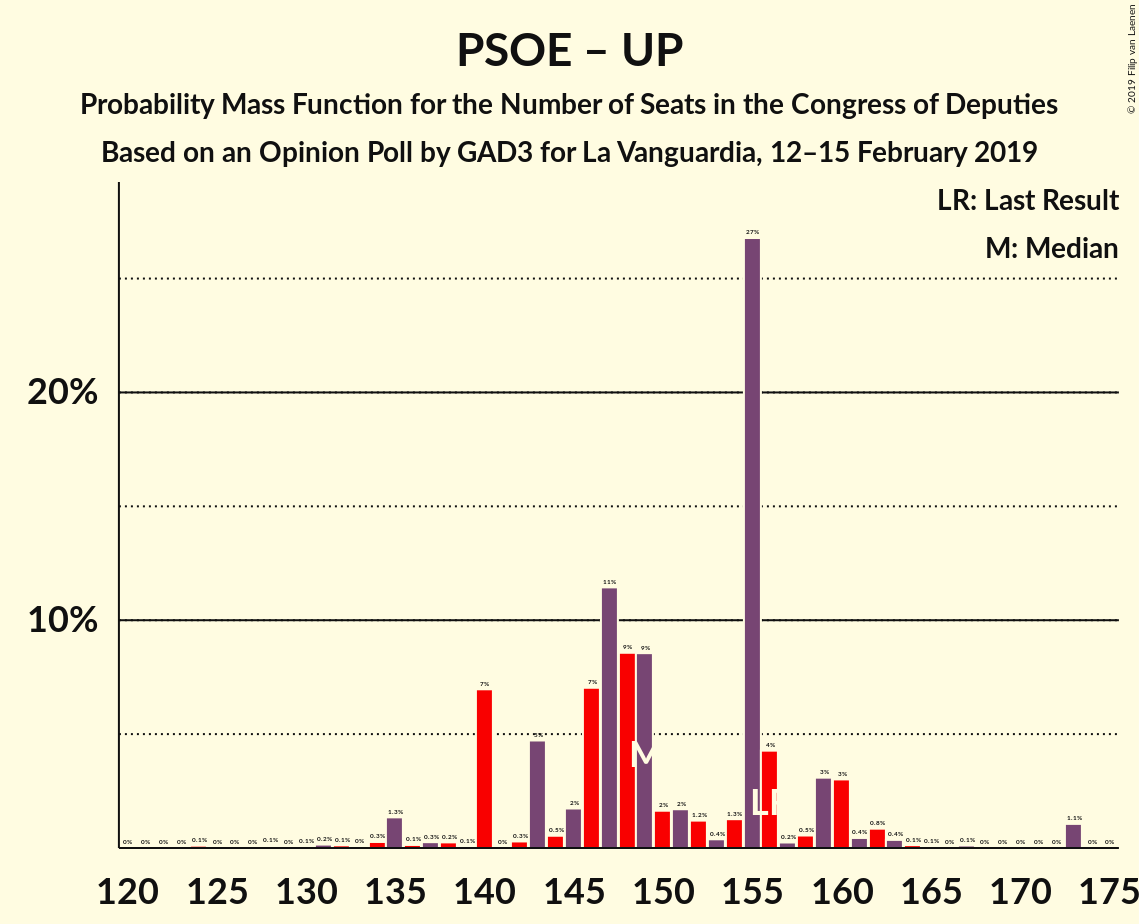 © 2019 Filip van Laenen
PSOE – UP
Probability Mass Function for the Number of Seats in the Congress of Deputies
Based on an Opinion Poll by GAD3 for La Vanguardia, 12–15 February 2019
LR: Last Result
M: Median
27%
20%
11%
10%
9% 9%
7% 7%
5%
M
4%
3% 3%
LR
0% 0% 0% 0% 0.1% 0% 0% 0% 0.1% 0% 0.1% 0.2% 0.1% 0% 0.3% 1.3% 0.1% 0.3% 0.2% 0.1% 0.3% 0.5% 2% 2% 2% 1.2% 0.4% 1.3% 0.2% 0.5% 0.4% 0.8% 0.4% 0.1% 0.1% 0% 0.1% 0% 0% 0% 0% 0% 1.1% 0% 0%
120 125 130 135 140 145 150 155 160 165 170 175